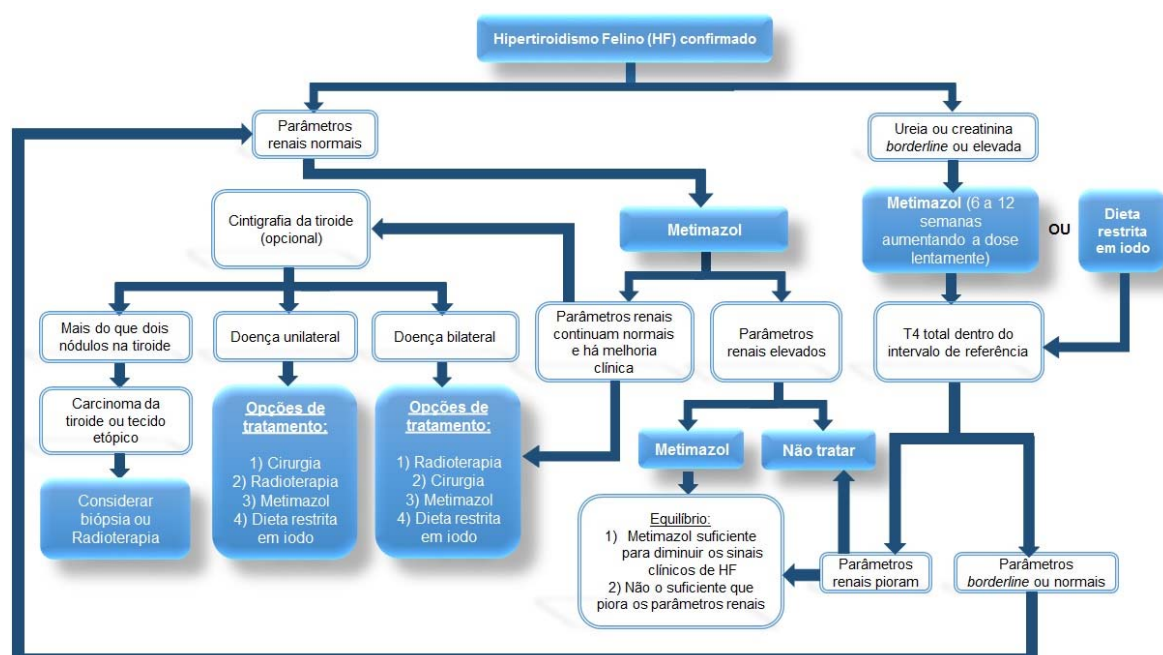 Hipertiroidismo Felino (HF) confirmado
Parâmetros
renais normais
Ureia ou creatinina
borderline ou elevada
Cintigrafia da tiroide
(opcional)
Metimazol
Metimazol (6 a 12
semanas
aumentando a dose
lentamente)
OU
Dieta
restrita
em iodo
Mais do que dois
nódulos na tiroide
Doença unilateral
Doença bilateral
Parâmetros renais
continuam normais
e há melhoria
clínica
Parâmetros
renais elevados
T4 total dentro do
intervalo de referência
Carcinoma da
tiroide ou tecido
etópico
Opções de
tratamento:
1) Cirurgia
2) Radioterapia
3) Metimazol
4) Dieta restrita
em iodo
Opções de
tratamento:
1) Radioterapia
2) Cirurgia
3) Metimazol
4) Dieta restrita
em iodo
Metimazol
Não tratar
Considerar
biópsia ou
Radioterapia
Equilíbrio:
1) Metimazol suficiente
para diminuir os sinais
clínicos de HF
2) Não o suficiente que
piora os parâmetros renais
Parâmetros
renais pioram
Parâmetros
borderline ou normais